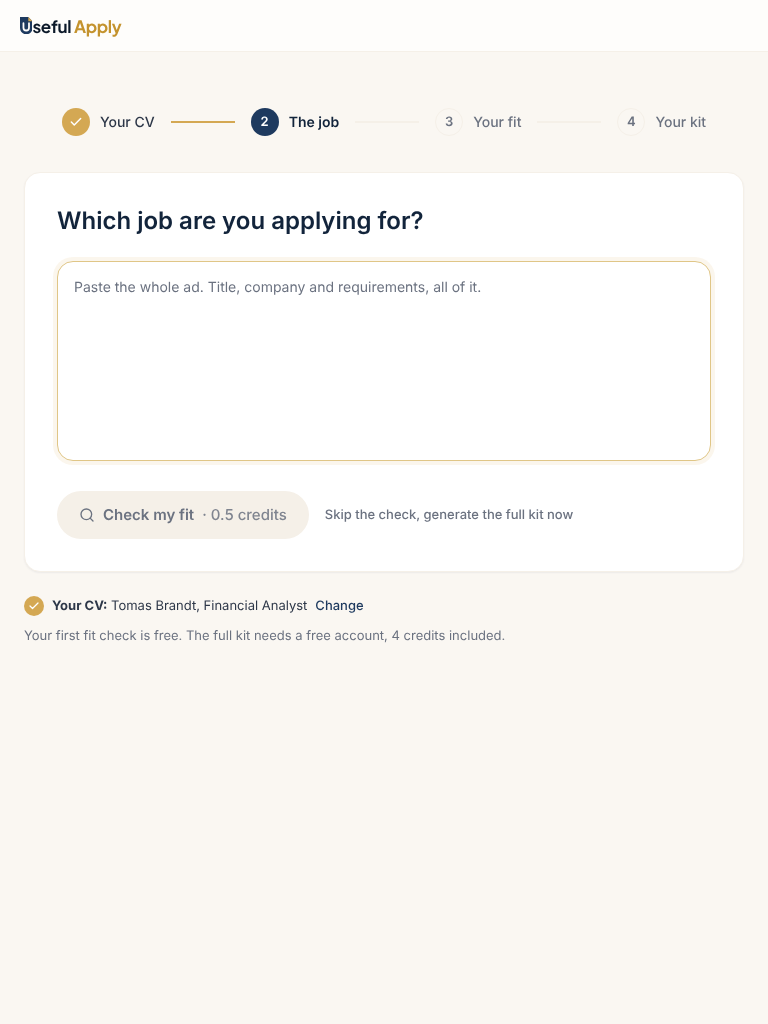 Useful Apply
Your CV
2 The job
3 Your fit
4 Your kit
Which job are you applying for?
Paste the whole ad. Title, company and requirements, all of it.
Check my fit · 0.5 credits
Skip the check, generate the full kit now
Your CV: Tomas Brandt, Financial Analyst Change
Your first fit check is free. The full kit needs a free account, 4 credits included.